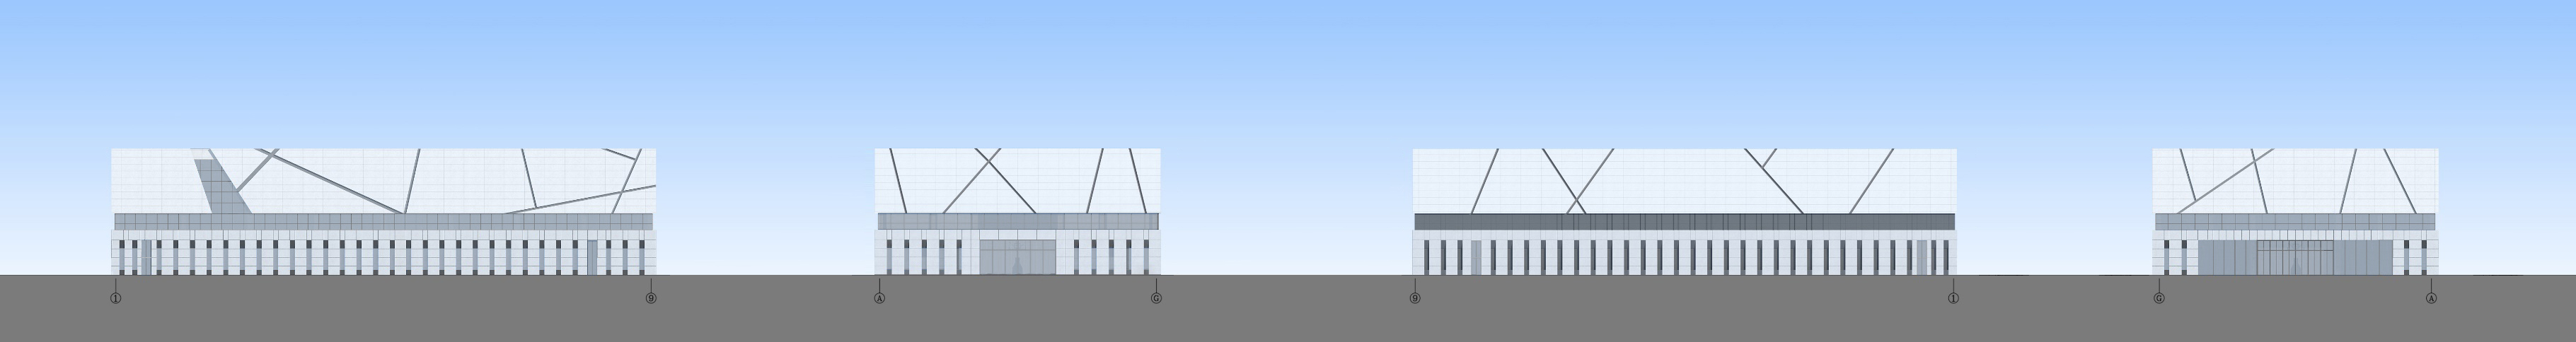 ① ⑨ Ⓐ Ⓖ ⑨ ① Ⓖ Ⓐ